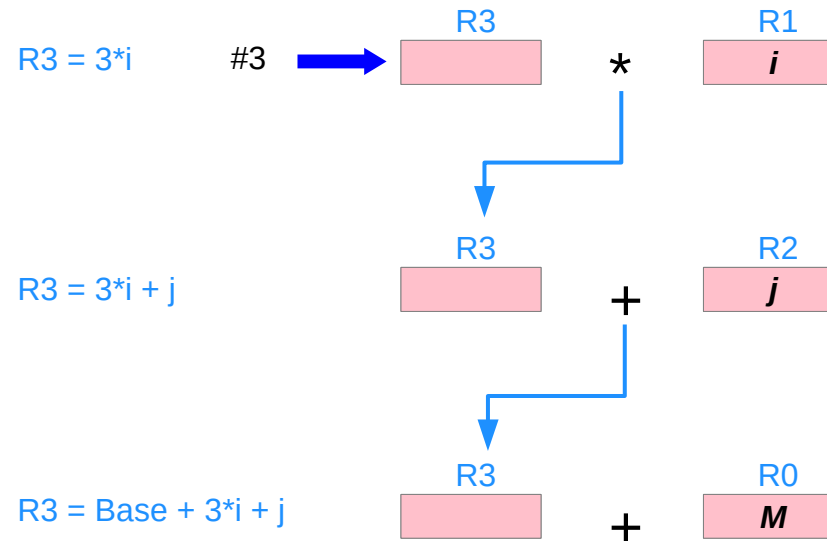 R3 R1
R3 = 3*i #3 * i
R3 R2
R3 = 3*i + j + j
R3 R0
R3 = Base + 3*i + j + M